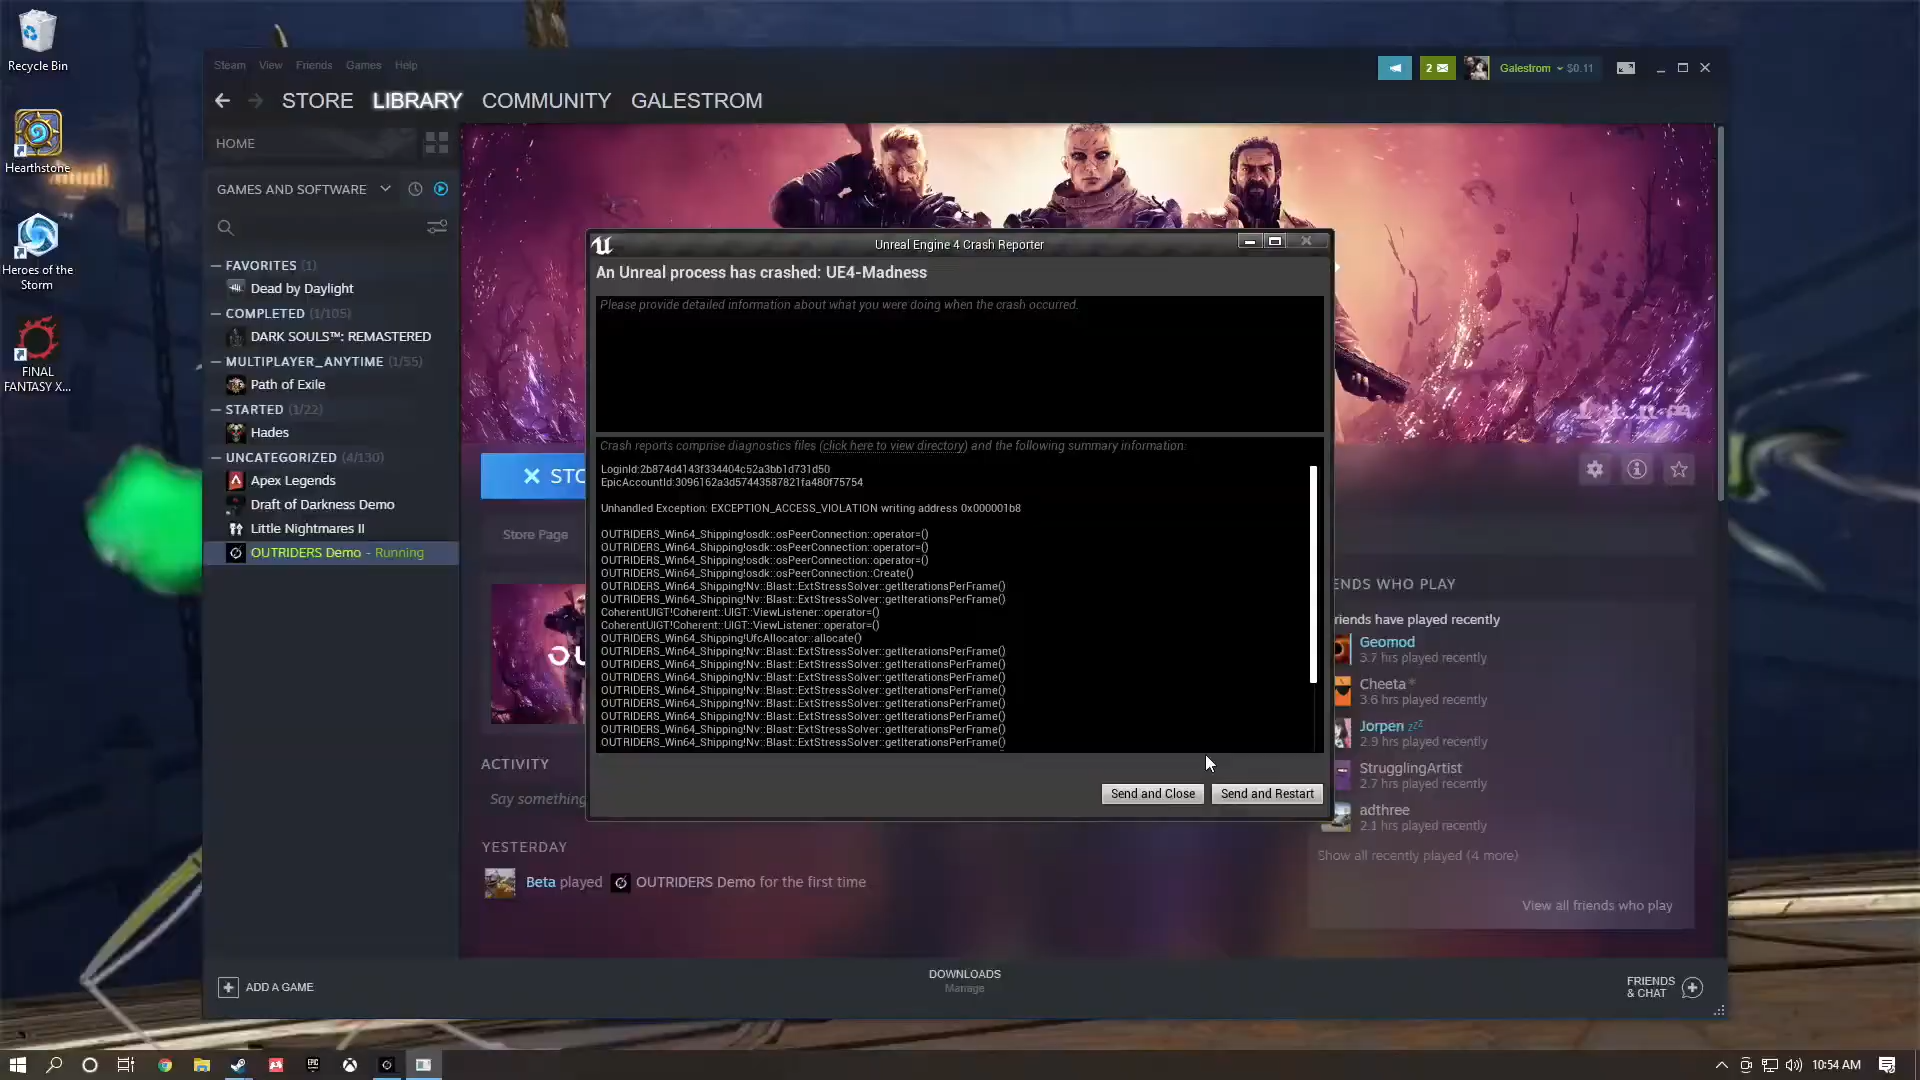 Recycle Bin
Hearthstone
Heroes of the
Storm
FINAL
FANTASY X...
Steam View Friends Games Help
2
Galestrom
$0.11
STORE LIBRARY COMMUNITY GALESTROM
HOME
GAMES AND SOFTWARE
— FAVORITES (1)
Dead by Daylight
— COMPLETED (1/105)
DARK SOULS™: REMASTERED
— MULTIPLAYER_ANYTIME (1/55)
Path of Exile
— STARTED (1/22)
Hades
— UNCATEGORIZED (4/130)
Apex Legends
Draft of Darkness Demo
Little Nightmares II
OUTRIDERS Demo - Running
Unreal Engine 4 Crash Reporter
An Unreal process has crashed: UE4-Madness
Please provide detailed information about what you were doing when the crash occurred.
Crash reports comprise diagnostics files (click here to view directory) and the following summary information:
LoginId:2b874d4143f334404c52a3bb1d731d50
EpicAccountId:3096162a3d57443587821fa480f75754
Unhandled Exception: EXCEPTION_ACCESS_VIOLATION writing address 0x000001b8
OUTRIDERS_Win64_Shipping!osdk::osPeerConnection::operator=()
OUTRIDERS_Win64_Shipping!osdk::osPeerConnection::operator=()
OUTRIDERS_Win64_Shipping!osdk::osPeerConnection::operator=()
OUTRIDERS_Win64_Shipping!osdk::osPeerConnection::Create()
OUTRIDERS_Win64_Shipping!Nv::Blast::ExtStressSolver::getIterationsPerFrame()
OUTRIDERS_Win64_Shipping!Nv::Blast::ExtStressSolver::getIterationsPerFrame()
CoherentUIGT!Coherent::UIGT::ViewListener::operator=()
CoherentUIGT!Coherent::UIGT::ViewListener::operator=()
OUTRIDERS_Win64_Shipping!UfcAllocator::allocate()
OUTRIDERS_Win64_Shipping!Nv::Blast::ExtStressSolver::getIterationsPerFrame()
OUTRIDERS_Win64_Shipping!Nv::Blast::ExtStressSolver::getIterationsPerFrame()
OUTRIDERS_Win64_Shipping!Nv::Blast::ExtStressSolver::getIterationsPerFrame()
OUTRIDERS_Win64_Shipping!Nv::Blast::ExtStressSolver::getIterationsPerFrame()
OUTRIDERS_Win64_Shipping!Nv::Blast::ExtStressSolver::getIterationsPerFrame()
OUTRIDERS_Win64_Shipping!Nv::Blast::ExtStressSolver::getIterationsPerFrame()
OUTRIDERS_Win64_Shipping!Nv::Blast::ExtStressSolver::getIterationsPerFrame()
OUTRIDERS_Win64_Shipping!Nv::Blast::ExtStressSolver::getIterationsPerFrame()
Send and Close
Send and Restart
STO
Store Page
OU
ACTIVITY
Say something
YESTERDAY
Beta played OUTRIDERS Demo for the first time
ENDS WHO PLAY
riends have played recently
Geomod
3.7 hrs played recently
Cheeta *
3.6 hrs played recently
Jorpen zzZ
2.9 hrs played recently
StrugglingArtist
2.7 hrs played recently
adthree
2.1 hrs played recently
Show all recently played (4 more)
View all friends who play
ADD A GAME
DOWNLOADS
Manage
FRIENDS
& CHAT
EPIC
10:54 AM